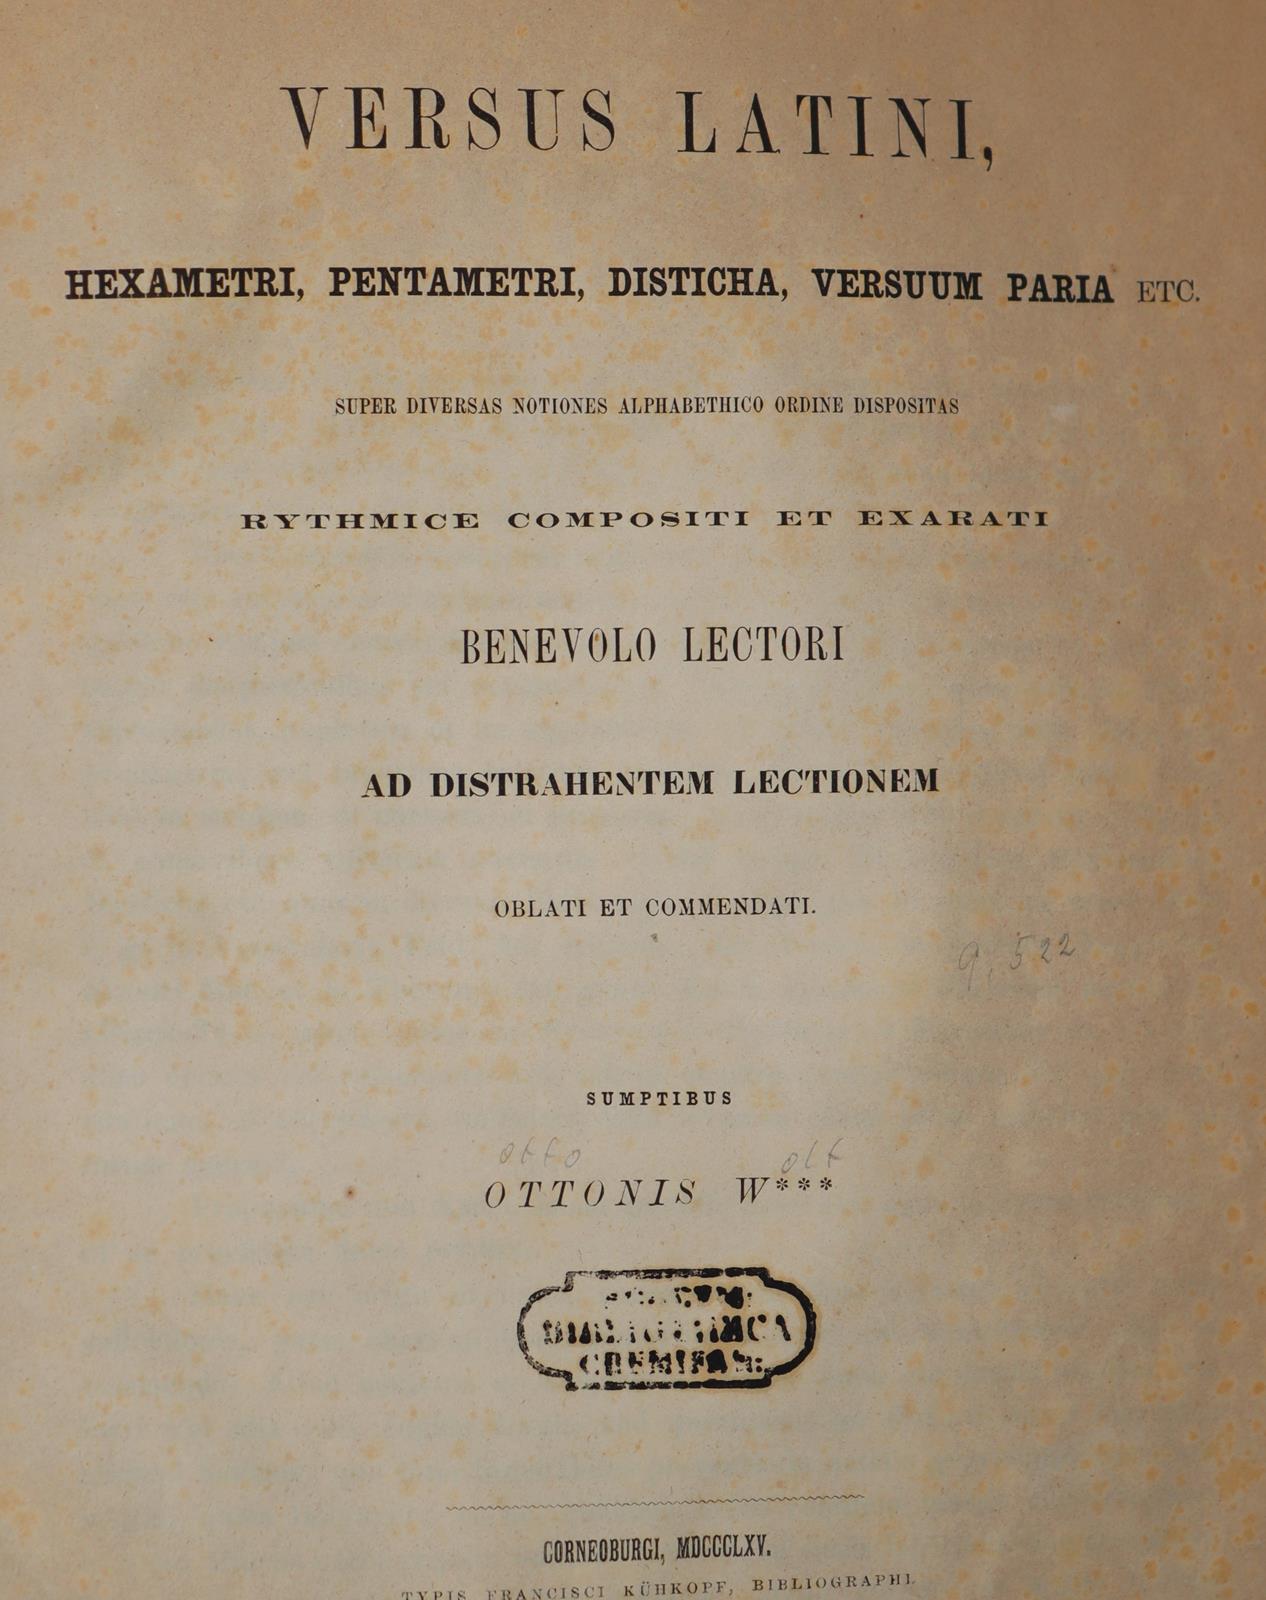 VERSUS LATINI,
HEXAMETRI, PENTAMETRI, DISTICHA, VERSUUM PARIA ETC.
SUPER DIVERSAS NOTIONES ALPHABETHICO ORDINE DISPOSITAS
RYTHMICE COMPOSITI ET EXARATI
BENEVOLO LECTORI
AD DISTRAHENTEM LECTIONEM
OBLATI ET COMMENDATI.
9,522
SUMPTIBUS
Otto olf
OTTONIS W***
BIBLIOTHECA
CREMIFAN:
CORNEOBURGI, MDCCCLXV.
TYPIS FRANCISCI KÜHKOPF, BIBLIOGRAPHI.